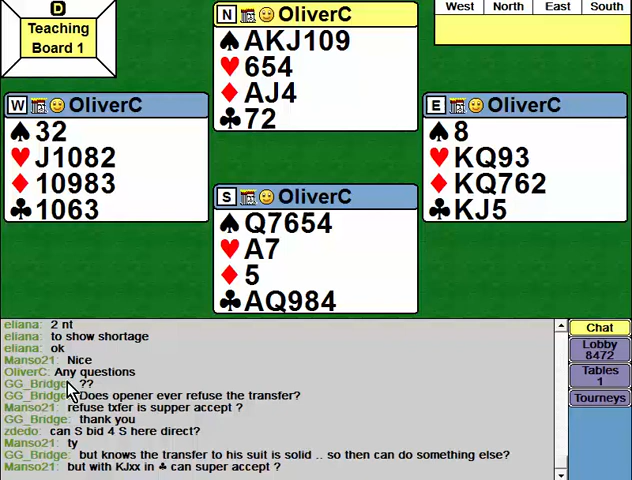 D
Teaching
Board 1
N OliverC
♠AKJ109
♥654
♦AJ4
♣72
West North East South
W OliverC
♠32
♥J1082
♦10983
♣1063
E OliverC
♠8
♥KQ93
♦KQ762
♣KJ5
S OliverC
♠Q7654
♥A7
♦5
♣AQ984
eliana: 2 nt
eliana: to show shortage
eliana: ok
Manso21: Nice
OliverC: Any questions
GG_Bridge: ??
GG_Bridge: Does opener ever refuse the transfer?
Manso21: refuse txfer is supper accept ?
GG_Bridge: thank you
zdedo: can S bid 4 S here direct?
Manso21: ty
GG_Bridge: but knows the transfer to his suit is solid .. so then can do something else?
Manso21: but with KJxx in ♣ can super accept ?
Chat
Lobby
8472
Tables
1
Tourneys